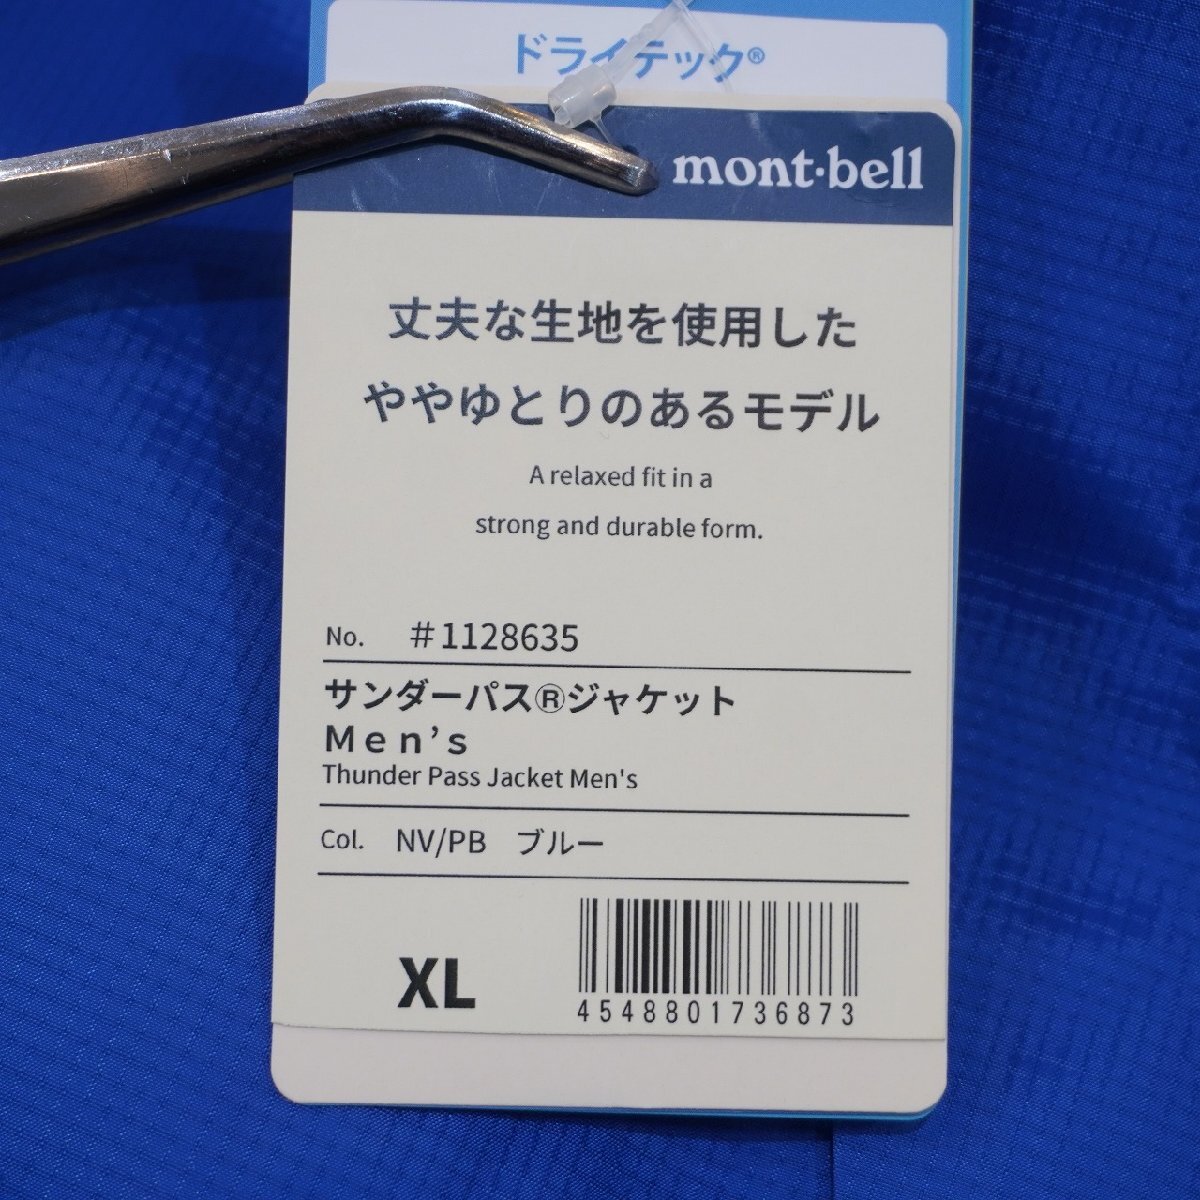 ドライテック®
mont·bell
丈夫な生地を使用した
ややゆとりのあるモデル
A relaxed fit in a
strong and durable form.
No. #1128635
サンダーパス®ジャケット
Men's
Thunder Pass Jacket Men's
Col. NV/PB ブルー
XL
4548801736873